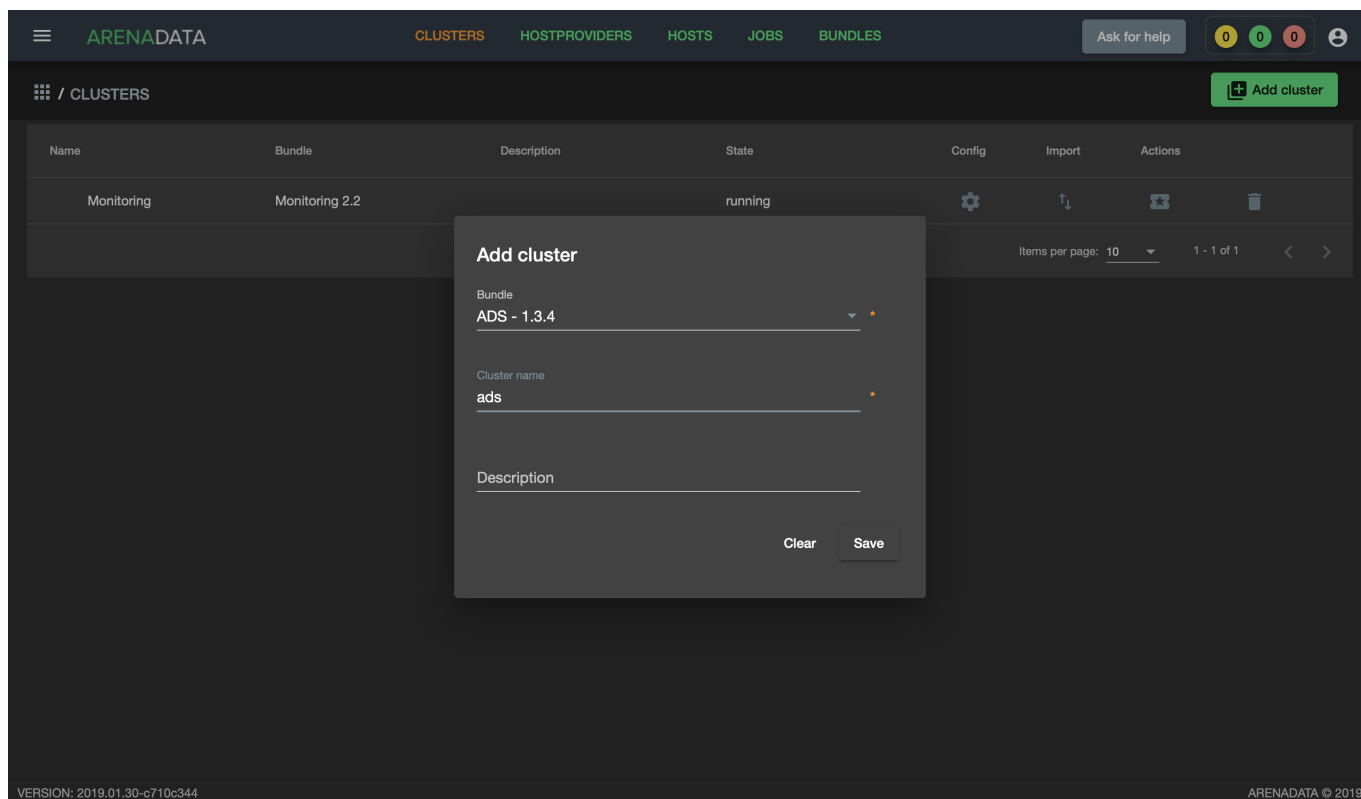 ARENADATA CLUSTERS HOSTPROVIDERS HOSTS JOBS BUNDLES Ask for help 0 0 0
/ CLUSTERS Add cluster
Name Bundle Description State Config Import Actions
Monitoring Monitoring 2.2 running
Items per page: 10 1 - 1 of 1
Add cluster
Bundle
ADS - 1.3.4 *
Cluster name
ads *
Description
Clear Save
VERSION: 2019.01.30-c710c344 ARENADATA © 2019